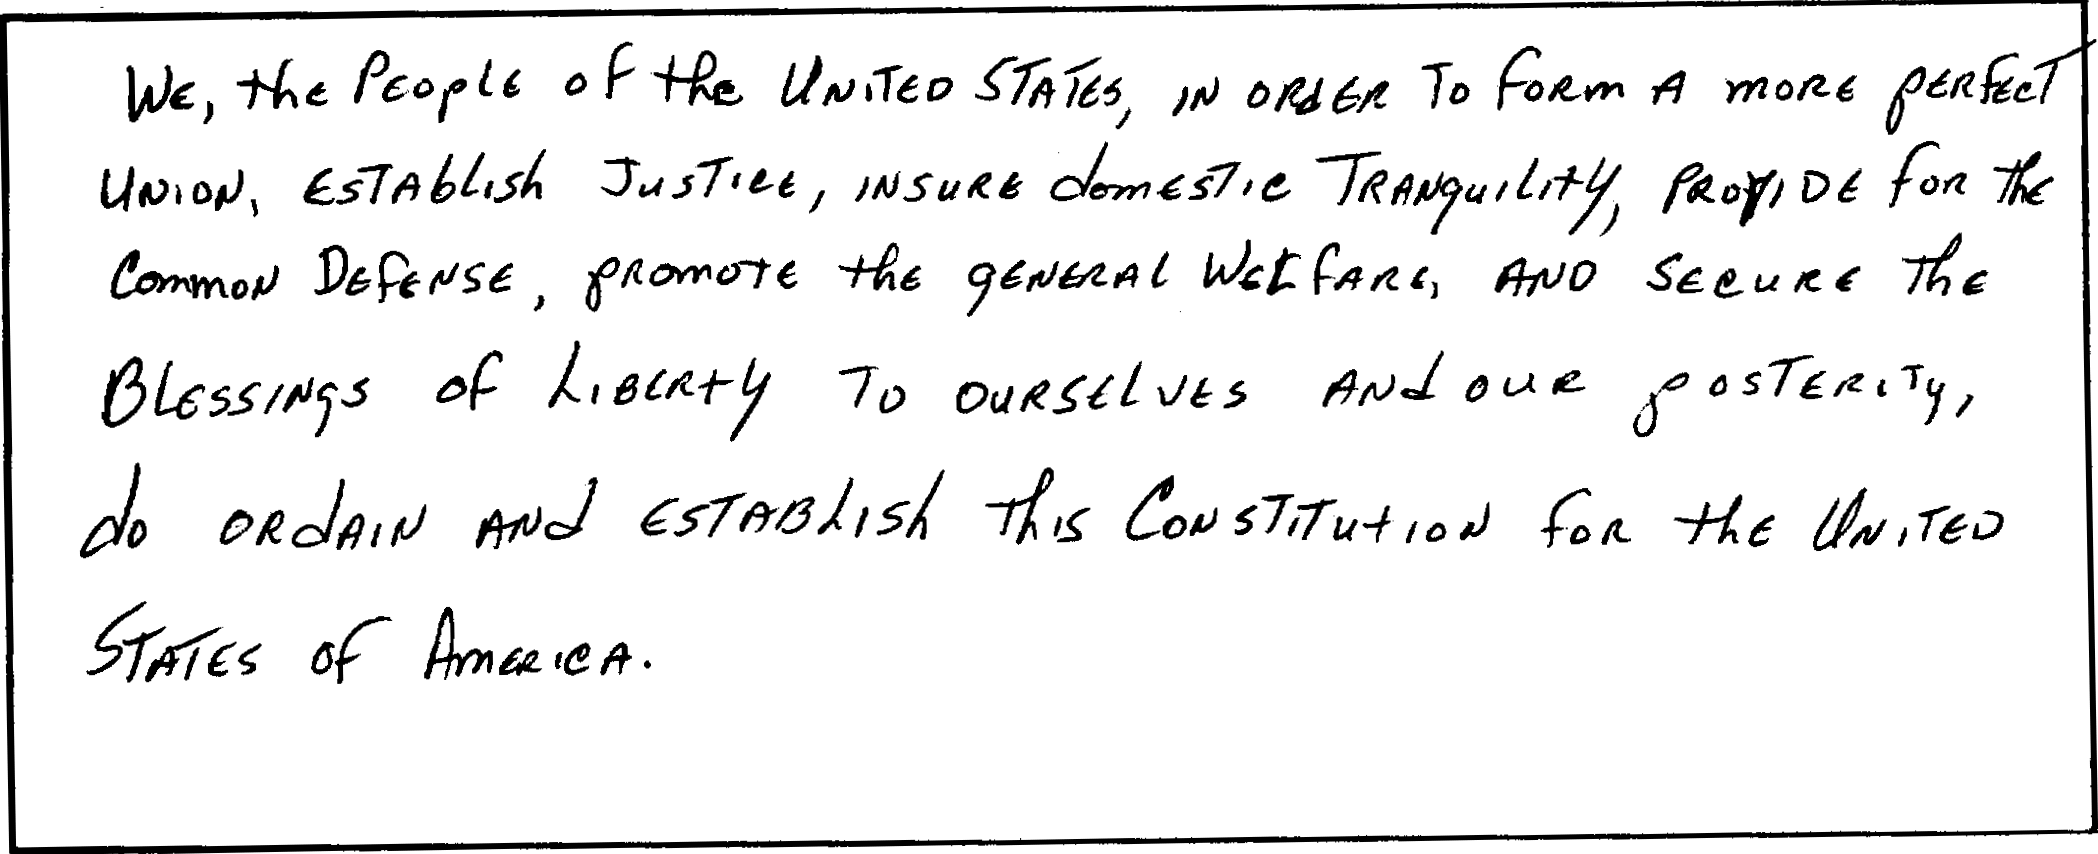 We, the People of the United States, in order to form a more perfect
Union, establish Justice, insure domestic Tranquility, provide for the
Common Defense, promote the general Welfare, and secure the
Blessings of Liberty to ourselves and our posterity,
do ordain and establish this Constitution for the United
States of America.